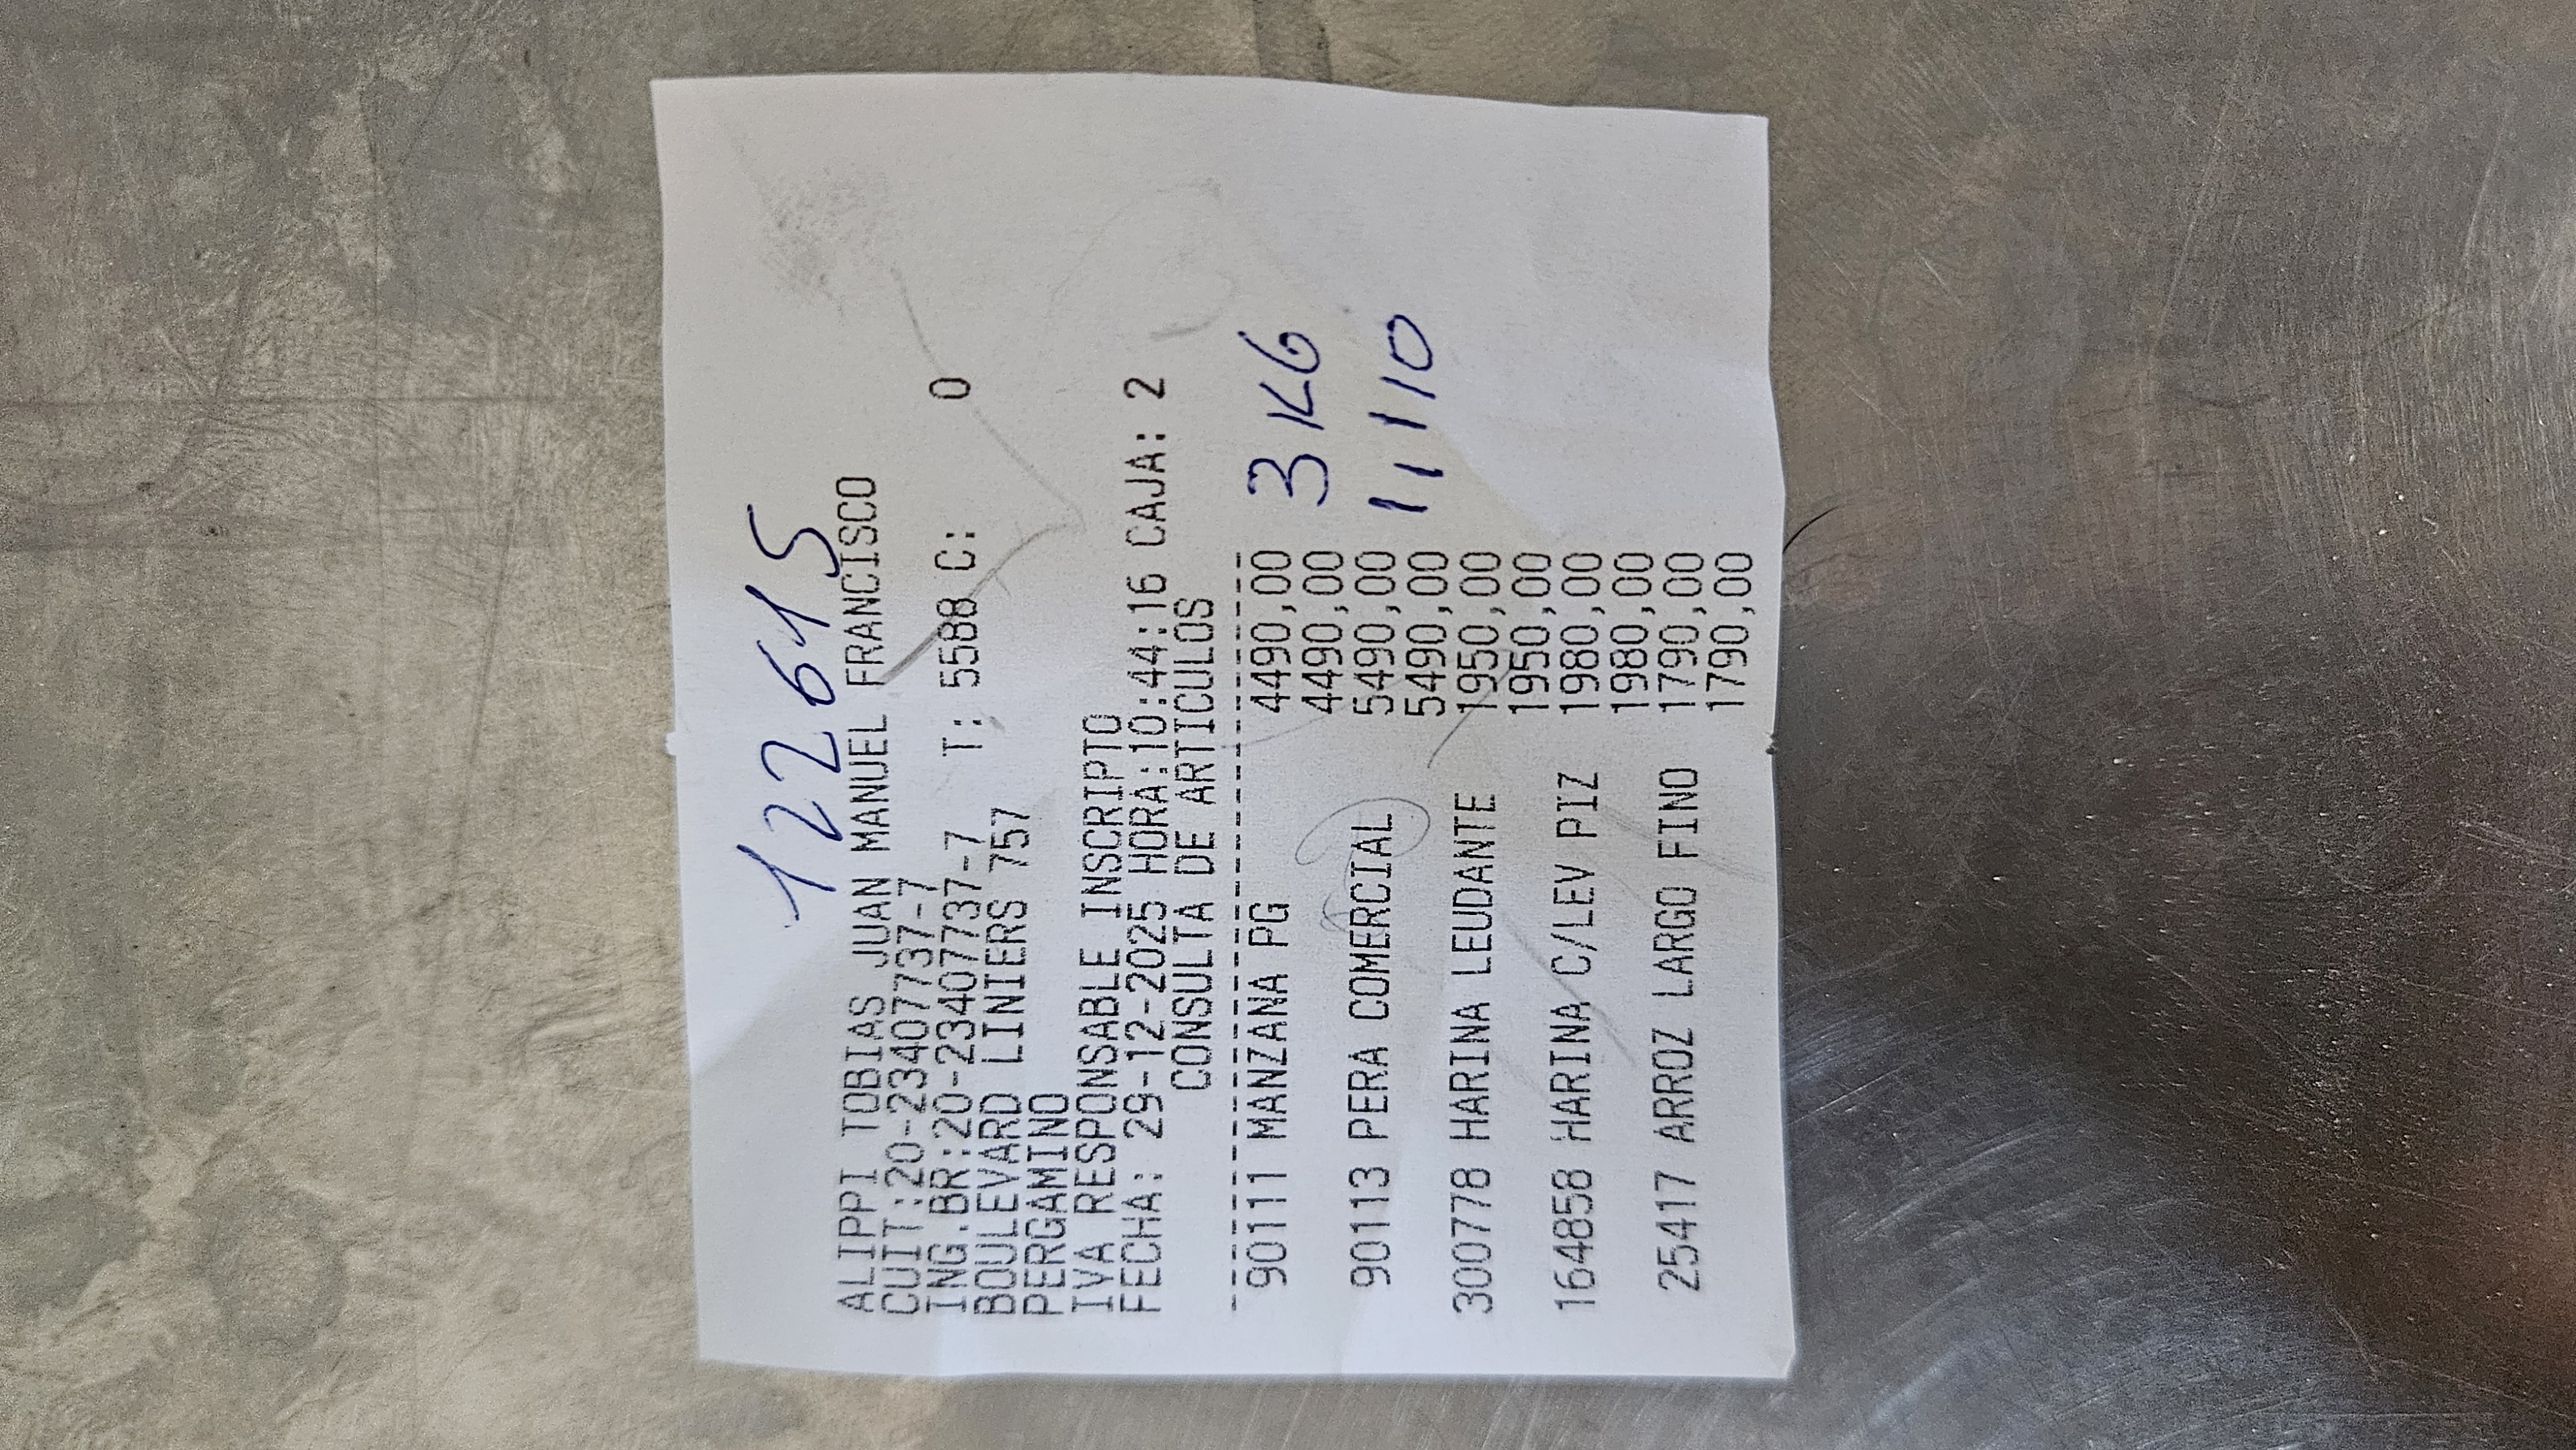 122615
ALIPPI TOBIAS JUAN MANUEL FRANCISCO
CUIT:20-23407737-7
ING.BR:20-23407737-7 T: 5588 C: 0
BOULEVARD LINIERS 757
PERGAMINO
IVA RESPONSABLE INSCRIPTO
FECHA: 29-12-2025 HORA:10:44:16 CAJA: 2
CONSULTA DE ARTICULOS
90111 MANZANA PG 4490,00 3 KG
4490,00
90113 PERA COMERCIAL 5490,00 11110
5490,00
300778 HARINA LEUDANTE 1950,00
1950,00
164858 HARINA C/LEV PIZ 1980,00
1980,00
25417 ARROZ LARGO FINO 1790,00
1790,00